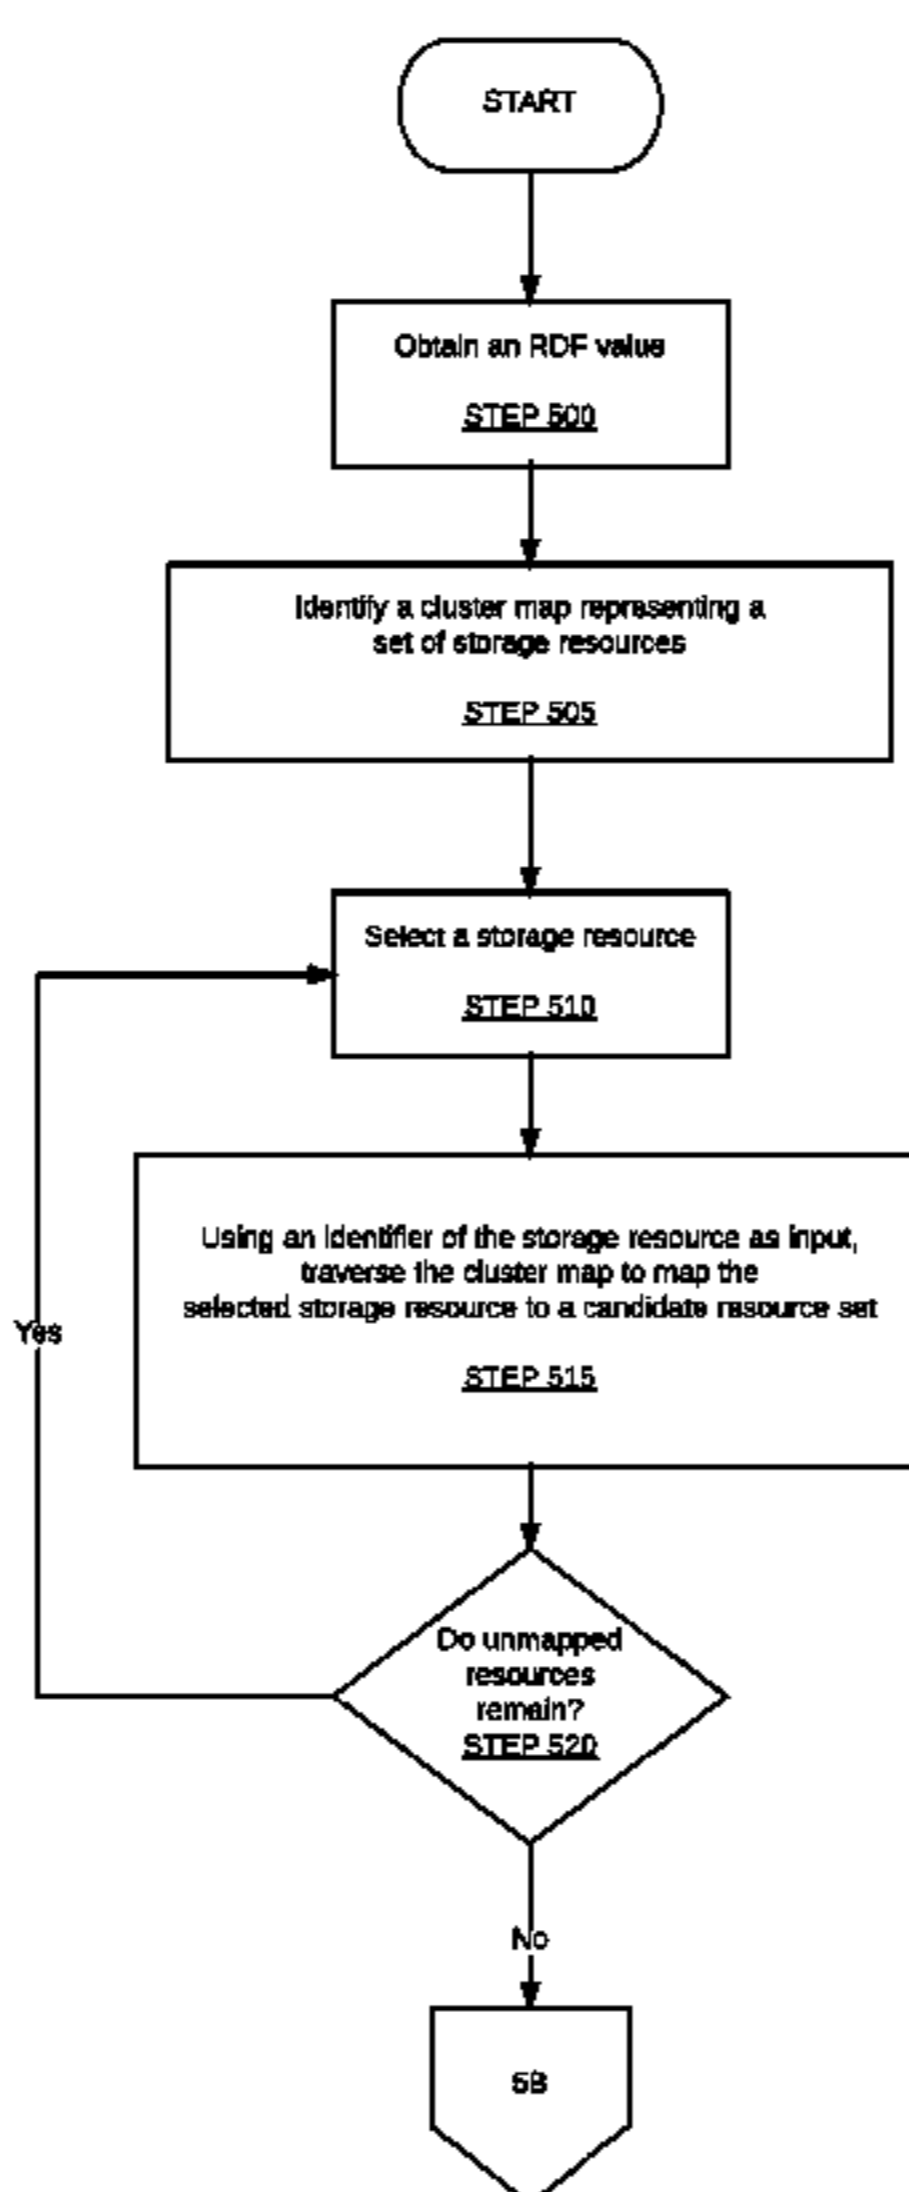 START
Obtain an RDF value
STEP 500
Identify a cluster map representing a
set of storage resources
STEP 505
Select a storage resource
STEP 510
Using an identifier of the storage resource as input,
traverse the cluster map to map the
selected storage resource to a candidate resource set
STEP 515
Yes
Do unmapped
resources
remain?
STEP 520
No
5B